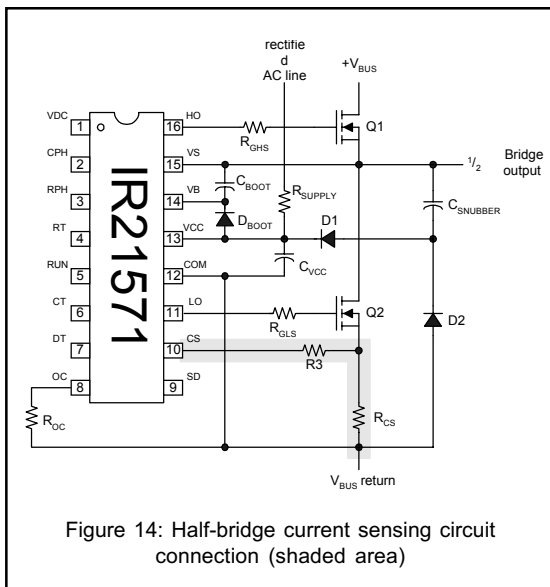 rectifie
d
AC line
+VBUS
VDC
1
CPH
2
RPH
3
RT
4
RUN
5
CT
6
DT
7
OC
8
IR21571
HO
16
VS
15
VB
14
VCC
13
COM
12
LO
11
CS
10
SD
9
RGHS
Q1
1/2 Bridge
output
CBOOT
DBOOT
RSUPPLY
CSNUBBER
D1
CVCC
RGLS
Q2
D2
R3
ROC
RCS
VBUS return
Figure 14: Half-bridge current sensing circuit
connection (shaded area)